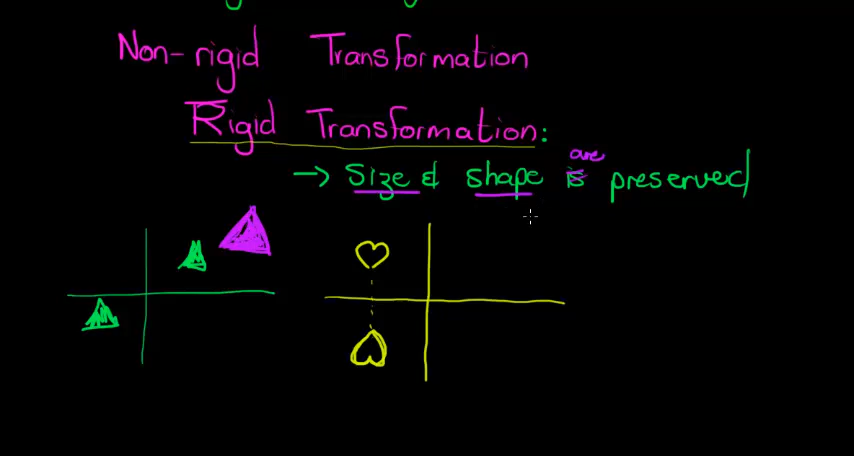 Non-rigid Transformation
Rigid Transformation:
are
→ Size & shape is preserved